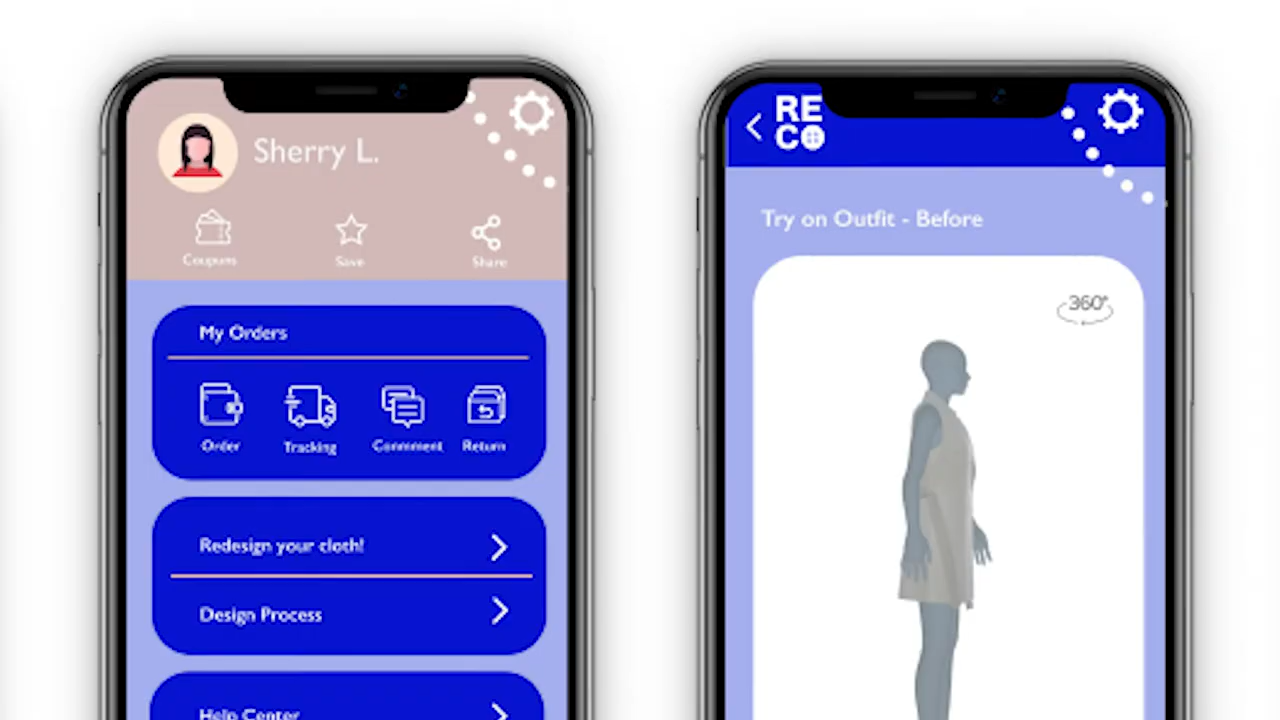 Sherry L.
Coupons
Save
Share
My Orders
Order
Tracking
Conmment
Return
Redesign your cloth!
Design Process
Help Center
RE
CO
Try on Outfit - Before
360°